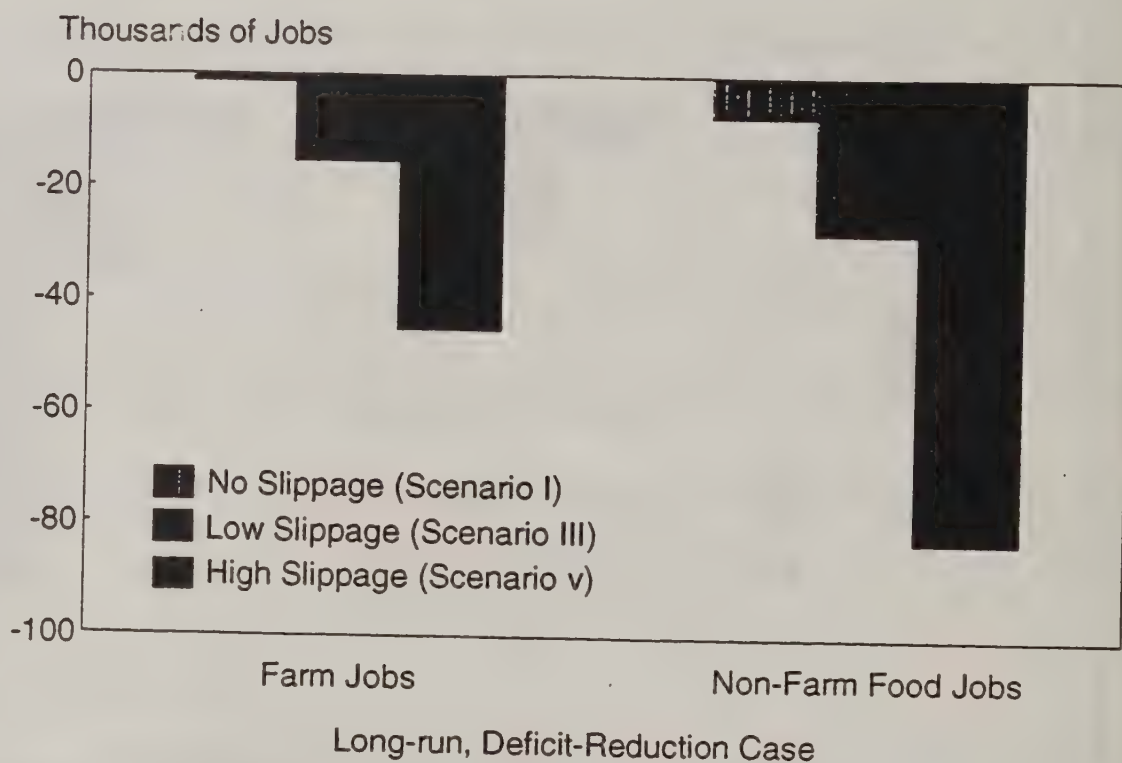 Thousands of Jobs
0
-20
-40
-60
-80
-100
No Slippage (Scenario I)
Low Slippage (Scenario III)
High Slippage (Scenario v)
Farm Jobs
Non-Farm Food Jobs
Long-run, Deficit-Reduction Case